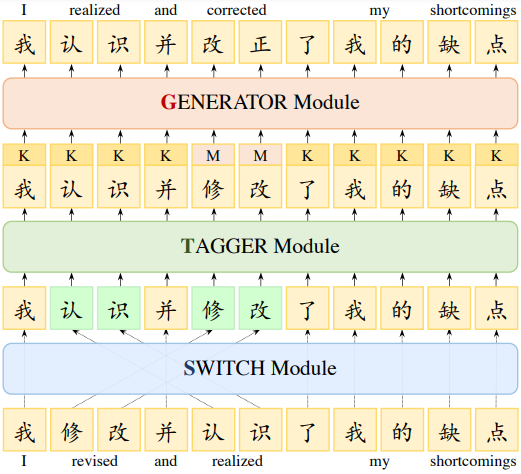 I realized and corrected my shortcomings
我 认 识 并 改 正 了 我 的 缺 点
GENERATOR Module
K K K K M M K K K K K
我 认 识 并 修 改 了 我 的 缺 点
TAGGER Module
我 认 识 并 修 改 了 我 的 缺 点
SWITCH Module
我 修 改 并 认 识 了 我 的 缺 点
I revised and realized my shortcomings